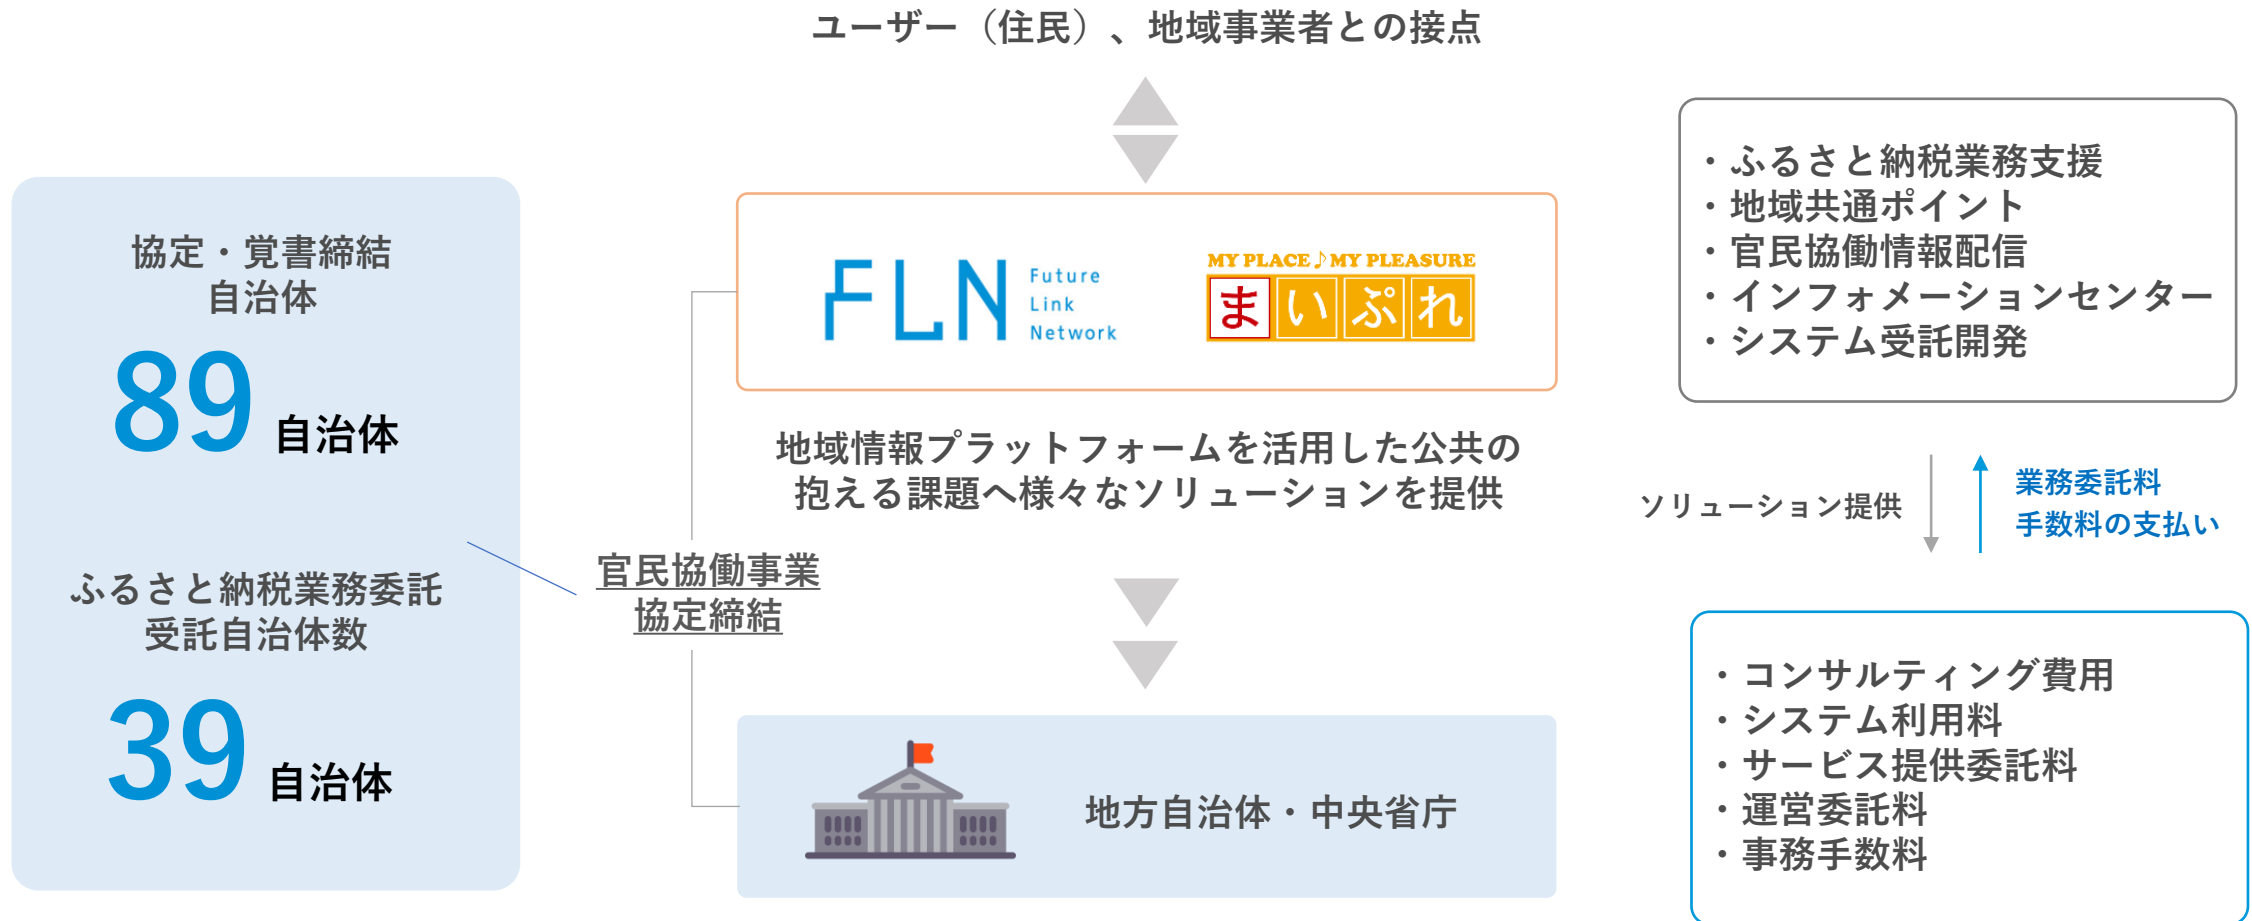 ユーザー（住民）、地域事業者との接点
協定・覚書締結
自治体
89 自治体
ふるさと納税業務委託
受託自治体数
39 自治体
FLN
Future
Link
Network
MY PLACE♪MY PLEASURE
まいぷれ
地域情報プラットフォームを活用した公共の
抱える課題へ様々なソリューションを提供
官民協働事業
協定締結
地方自治体・中央省庁
・ふるさと納税業務支援
・地域共通ポイント
・官民協働情報配信
・インフォメーションセンター
・システム受託開発
ソリューション提供
業務委託料
手数料の支払い
・コンサルティング費用
・システム利用料
・サービス提供委託料
・運営委託料
・事務手数料